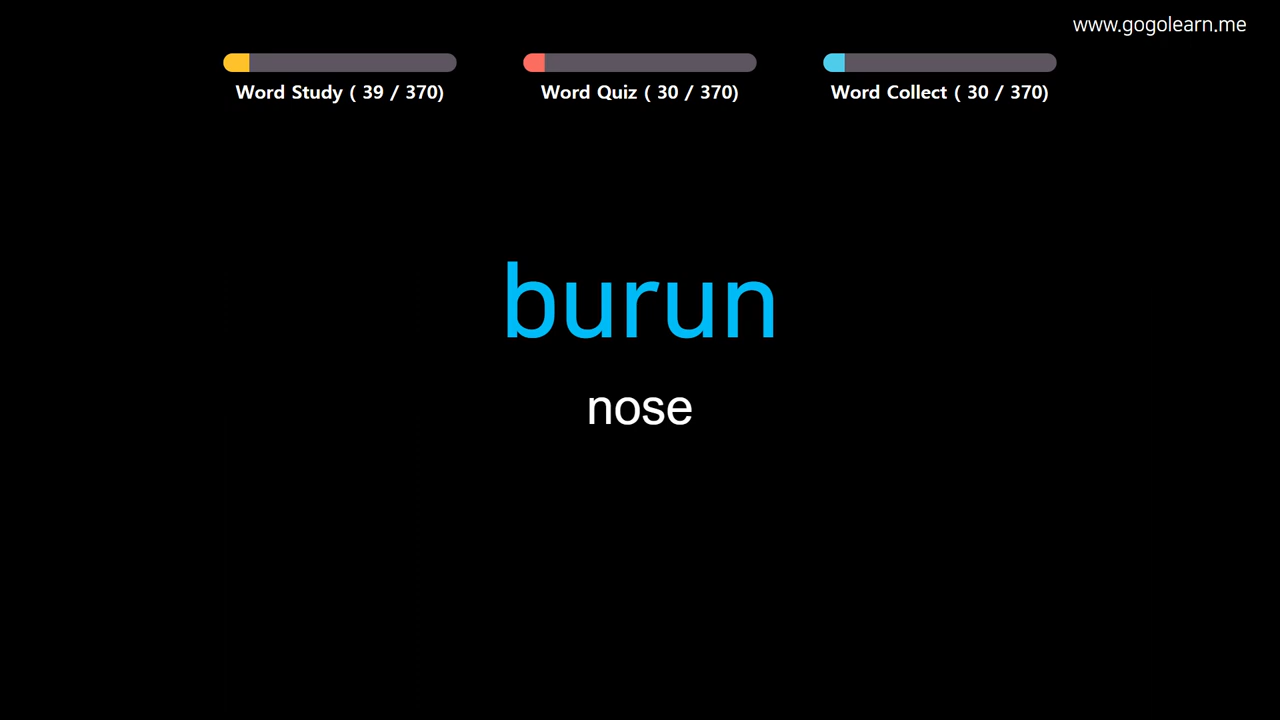 www.gogolearn.me
Word Study ( 39 / 370)
Word Quiz ( 30 / 370)
Word Collect ( 30 / 370)
burun
nose